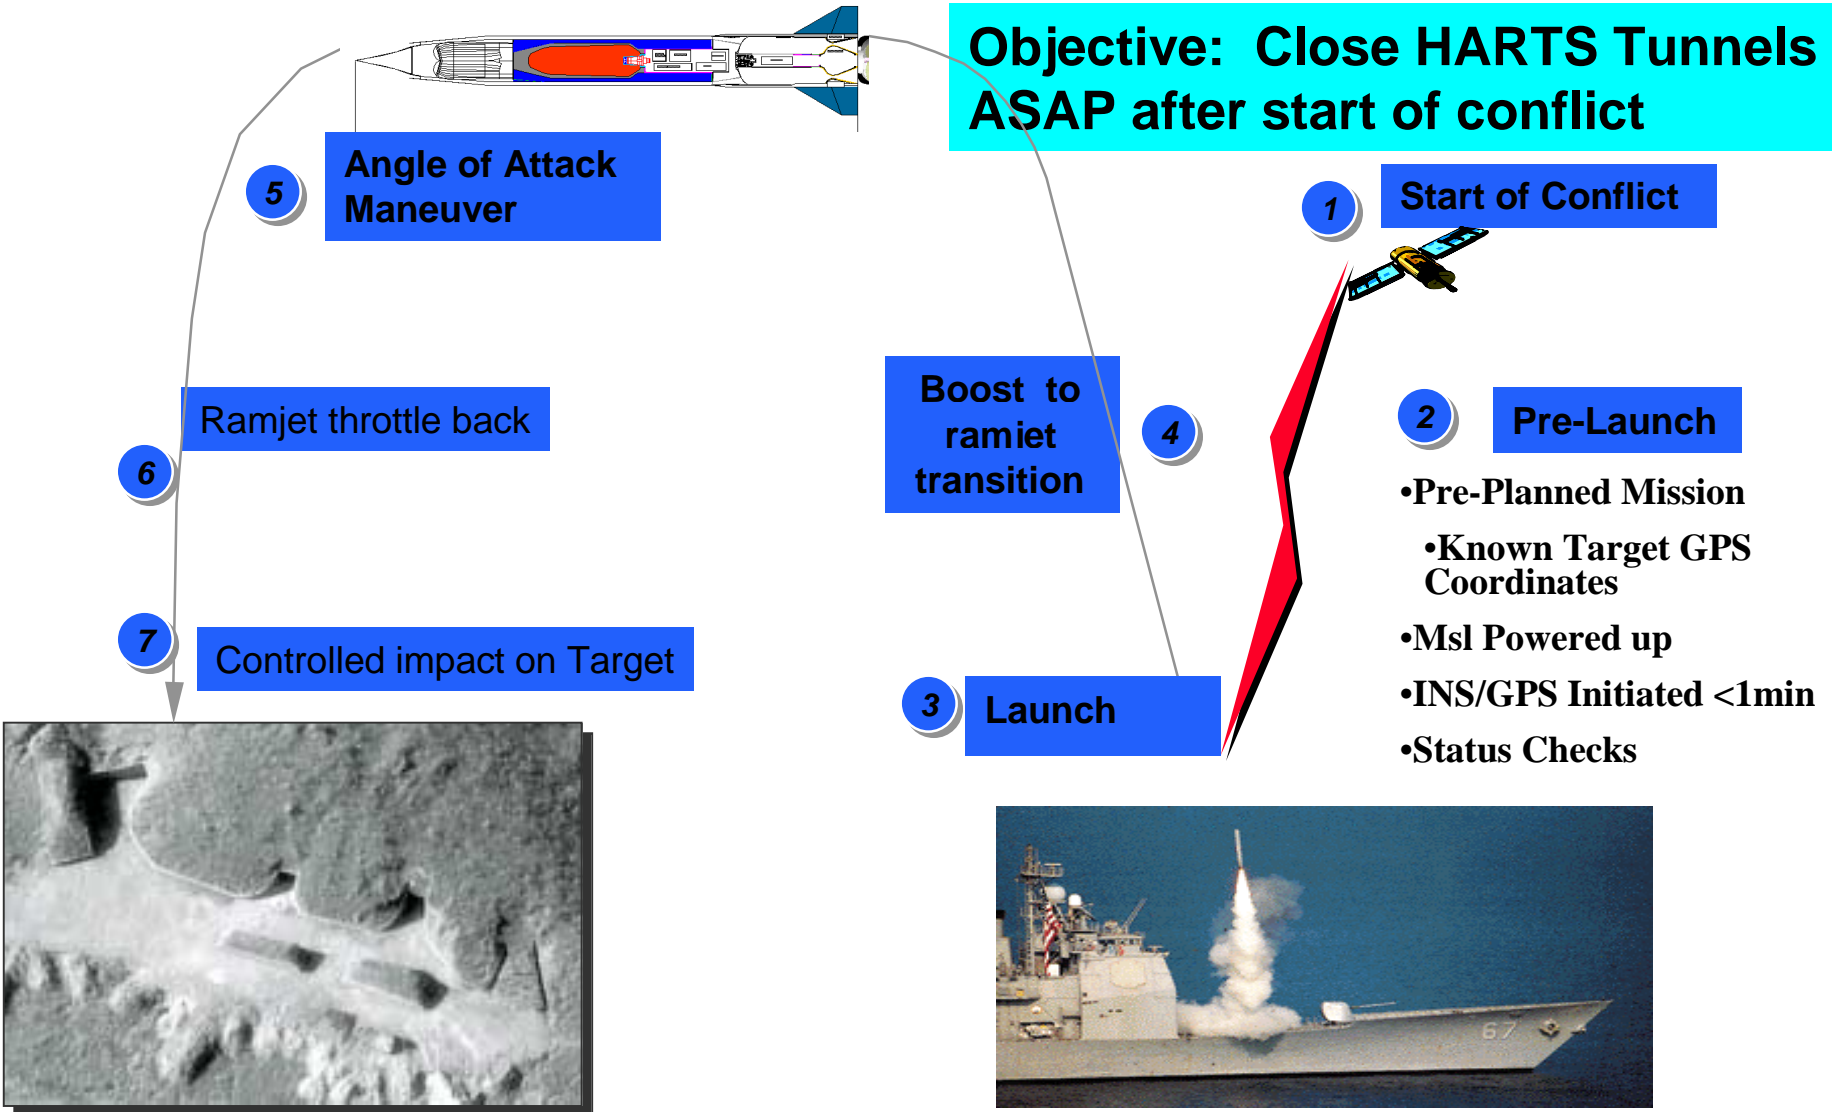 Objective:  Close HARTS Tunnels
ASAP after start of conflict
1
Start of Conflict
2
Pre-Launch
•Pre-Planned Mission
•Known Target GPS
Coordinates
•Msl Powered up
•INS/GPS Initiated <1min
•Status Checks
3
Launch
4
Boost  to
ramiet
transition
5
Angle of Attack
Maneuver
6
Ramjet throttle back
7
Controlled impact on Target
67